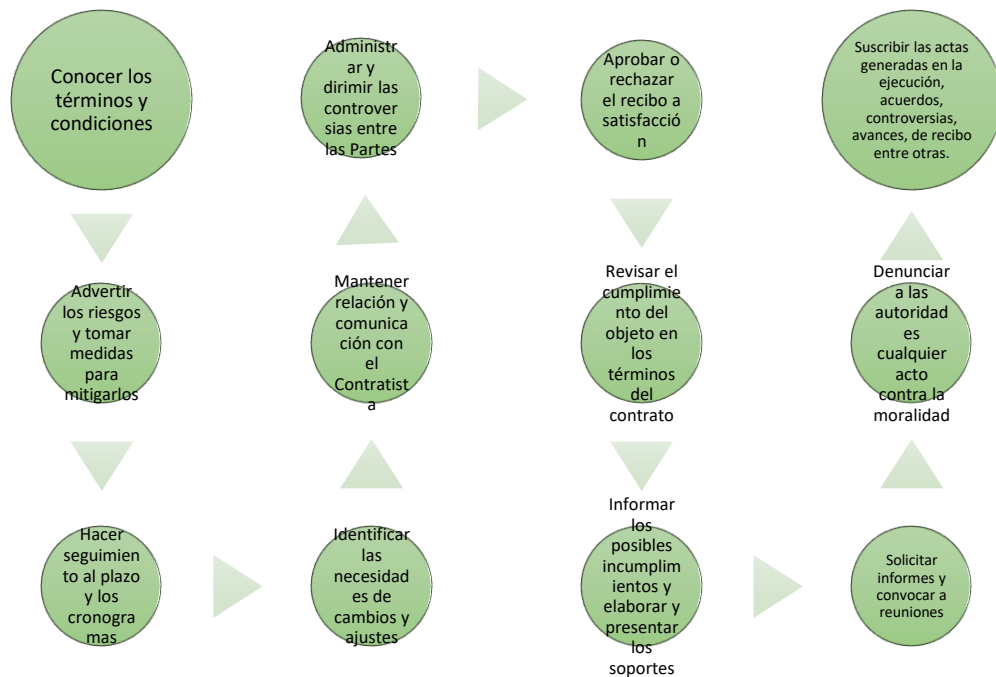 Conocer los
términos y
condiciones
Advertir
los riesgos
y tomar
medidas
para
mitigarlos
Hacer
seguimien
to al plazo
y los
cronogra
mas
Identificar
las
necesidad
es de
cambios y
ajustes
Mantener
relación y
comunica
ción con
el
Contratist
a
Administr
ar y
dirimir las
controver
sias entre
las Partes
Aprobar o
rechazar
el recibo a
satisfacció
n
Revisar el
cumplimie
nto del
objeto en
los
términos
del
contrato
Informar
los
posibles
incumplim
ientos y
elaborar y
presentar
los
soportes
Solicitar
informes y
convocar a
reuniones
Denunciar
a las
autoridad
es
cualquier
acto
contra la
moralidad
Suscribir las actas
generadas en la
ejecución,
acuerdos,
controversias,
avances, de recibo
entre otras.